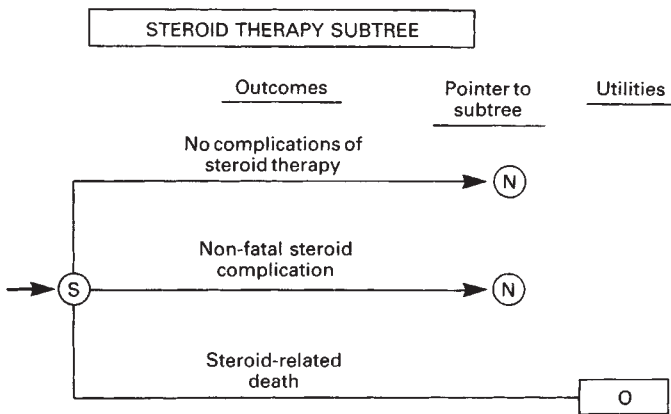 STEROID THERAPY SUBTREE
Outcomes
Pointer to
subtree
Utilities
No complications of
steroid therapy
N
S
Non-fatal steroid
complication
N
Steroid-related
death
O